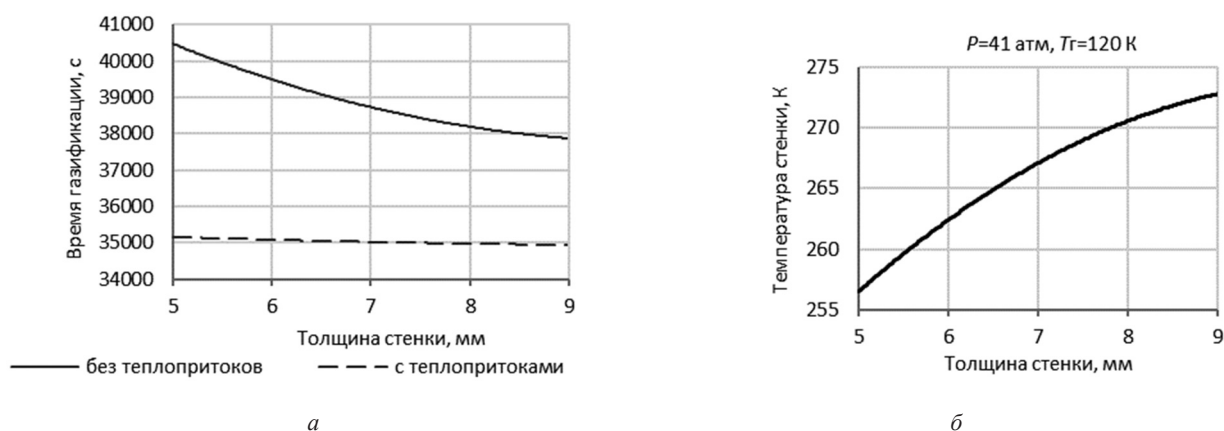 41000
40000
39000
38000
37000
36000
35000
34000
Время газификации, с
5 6 7 8 9
Толщина стенки, мм
без теплопритоков с теплопритоками
а
P=41 атм, Tг=120 К
275
270
265
260
255
Температура стенки, К
5 6 7 8 9
Толщина стенки, мм
б